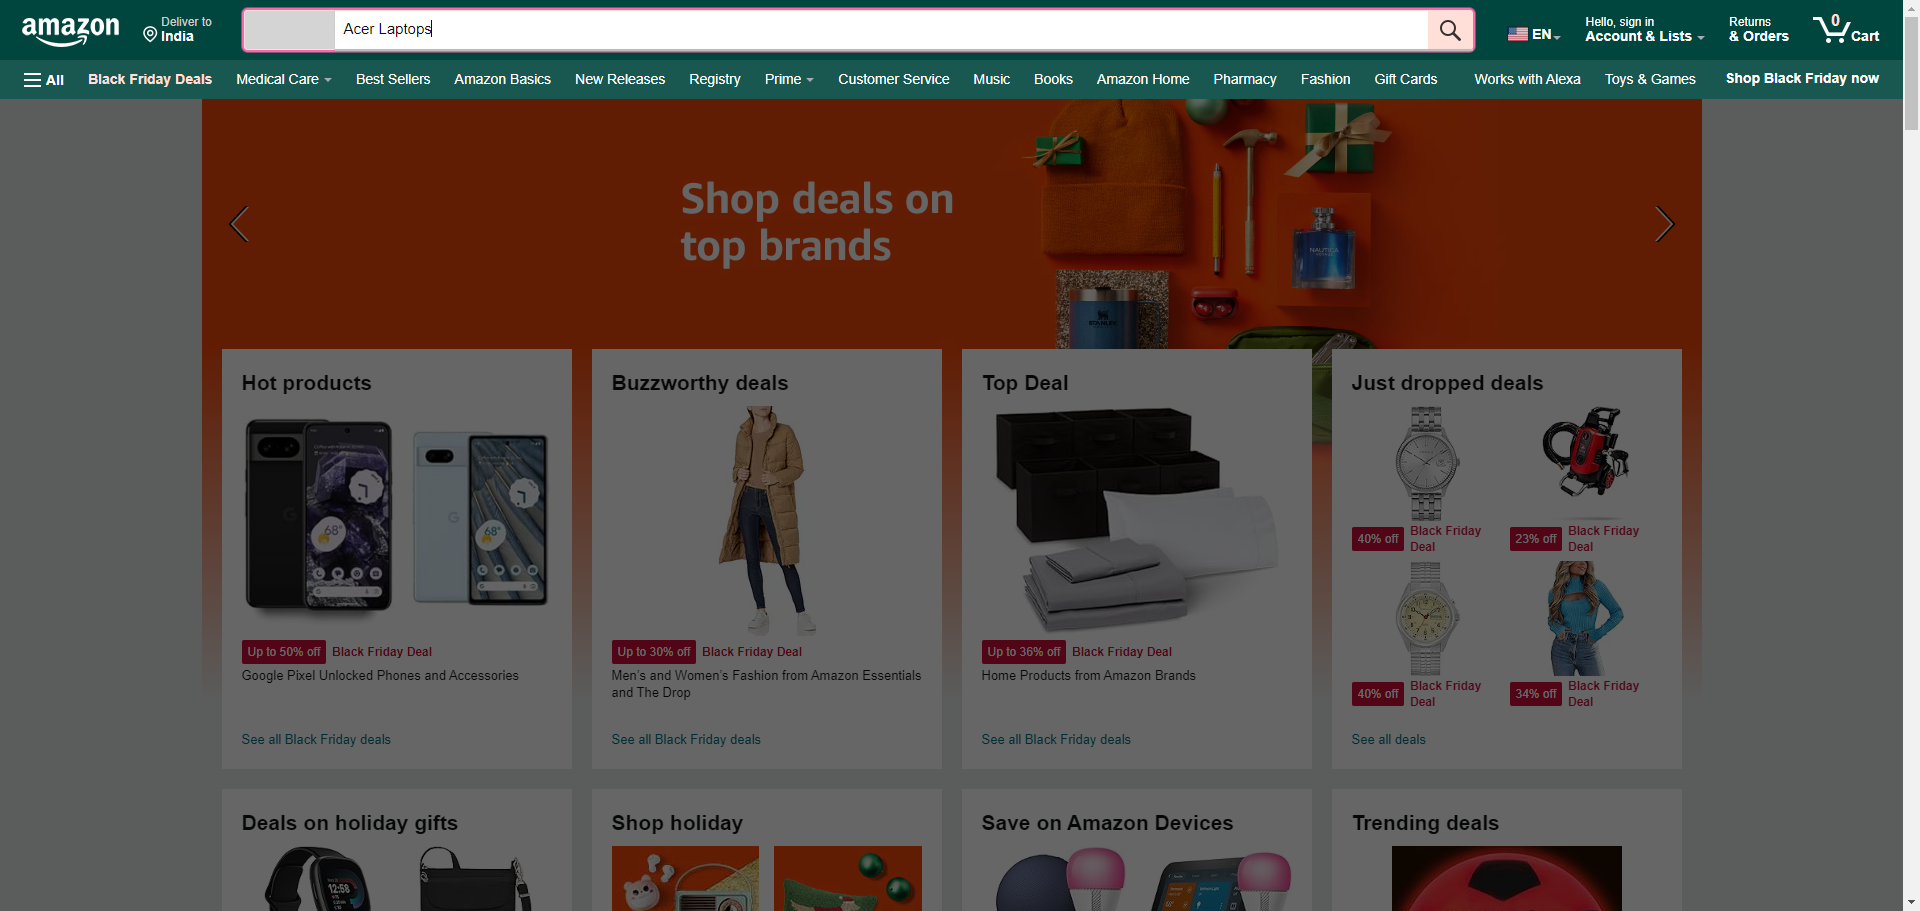 amazon
Deliver to
India
Acer Laptops
EN
Hello, sign in
Account & Lists
Returns
& Orders
0
Cart
All
Black Friday Deals
Medical Care
Best Sellers
Amazon Basics
New Releases
Registry
Prime
Customer Service
Music
Books
Amazon Home
Pharmacy
Fashion
Gift Cards
Works with Alexa
Toys & Games
Shop Black Friday now
Shop deals on
top brands
NAUTICA
STANLEY
Hot products
68°
68°
Up to 50% off
Black Friday Deal
Google Pixel Unlocked Phones and Accessories
See all Black Friday deals
Buzzworthy deals
Up to 30% off
Black Friday Deal
Men's and Women's Fashion from Amazon Essentials
and The Drop
See all Black Friday deals
Top Deal
Up to 36% off
Black Friday Deal
Home Products from Amazon Brands
See all Black Friday deals
Just dropped deals
40% off
Black Friday
Deal
23% off
Black Friday
Deal
40% off
Black Friday
Deal
34% off
Black Friday
Deal
See all deals
Deals on holiday gifts
12:58
Shop holiday
Save on Amazon Devices
Trending deals